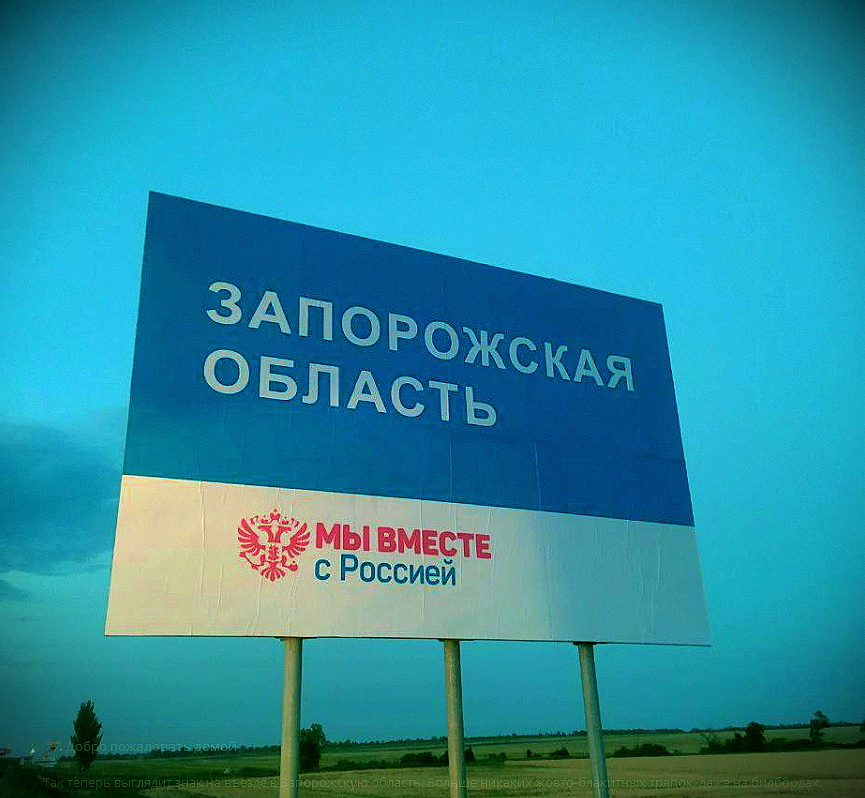 ЗАПОРОЖСКАЯ
ОБЛАСТЬ
МЫ ВМЕСТЕ
с Россией
Добро пожаловать домой
Так теперь выглядит знак на въезде в Запорожскую область. Больше никаких жовто-блакитных тряпок, даже на билбордах.